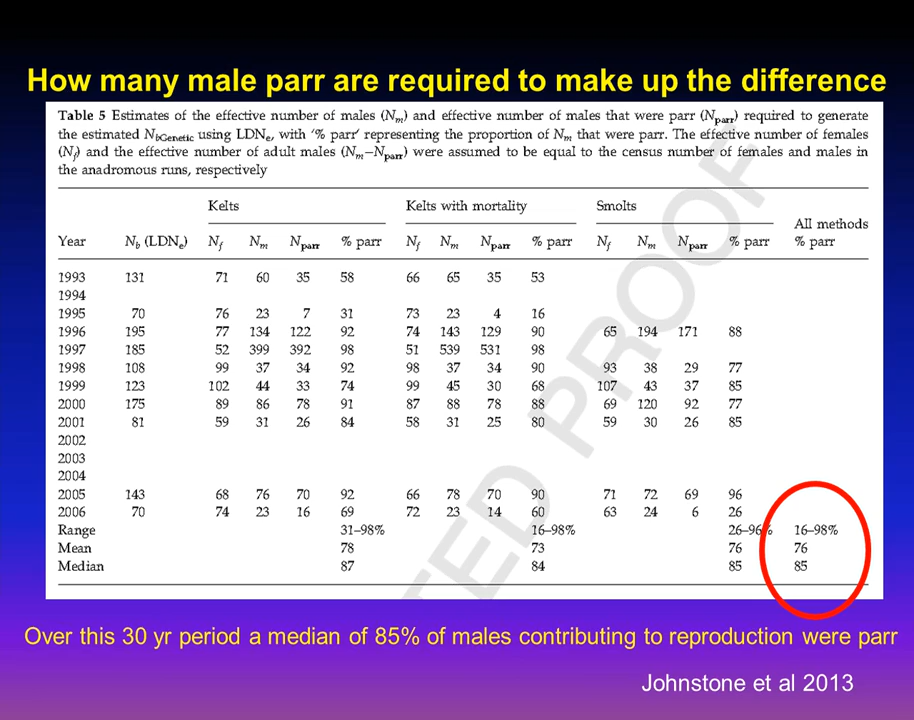 How many male parr are required to make up the difference
Table 5 Estimates of the effective number of males (Nm) and effective number of males that were parr (Nparr) required to generate
the estimated NbGenetic using LDNe, with '% parr' representing the proportion of Nm that were parr. The effective number of females
(Nf) and the effective number of adult males (Nm−Nparr) were assumed to be equal to the census number of females and males in
the anadromous runs, respectively
Kelts Kelts with mortality Smolts All methods
Year Nb (LDNe) Nf Nm Nparr % parr Nf Nm Nparr % parr Nf Nm Nparr % parr % parr
1993 131 71 60 35 58 66 65 35 53
1994
1995 70 76 23 7 31 73 23 4 16
1996 195 77 134 122 92 74 143 129 90 65 194 171 88
1997 185 52 399 392 98 51 539 531 98
1998 108 99 37 34 92 98 37 34 90 93 38 29 77
1999 123 102 44 33 74 99 45 30 68 107 43 37 85
2000 175 89 86 78 91 87 88 78 88 69 120 92 77
2001 81 59 31 26 84 58 31 25 80 59 30 26 85
2002
2003
2004
2005 143 68 76 70 92 66 78 70 90 71 72 69 96
2006 70 74 23 16 69 72 23 14 60 63 24 6 26
Range 31–98% 16–98% 26–96% 16–98%
Mean 78 73 76 76
Median 87 84 85 85
TED PROOF
Over this 30 yr period a median of 85% of males contributing to reproduction were parr
Johnstone et al 2013